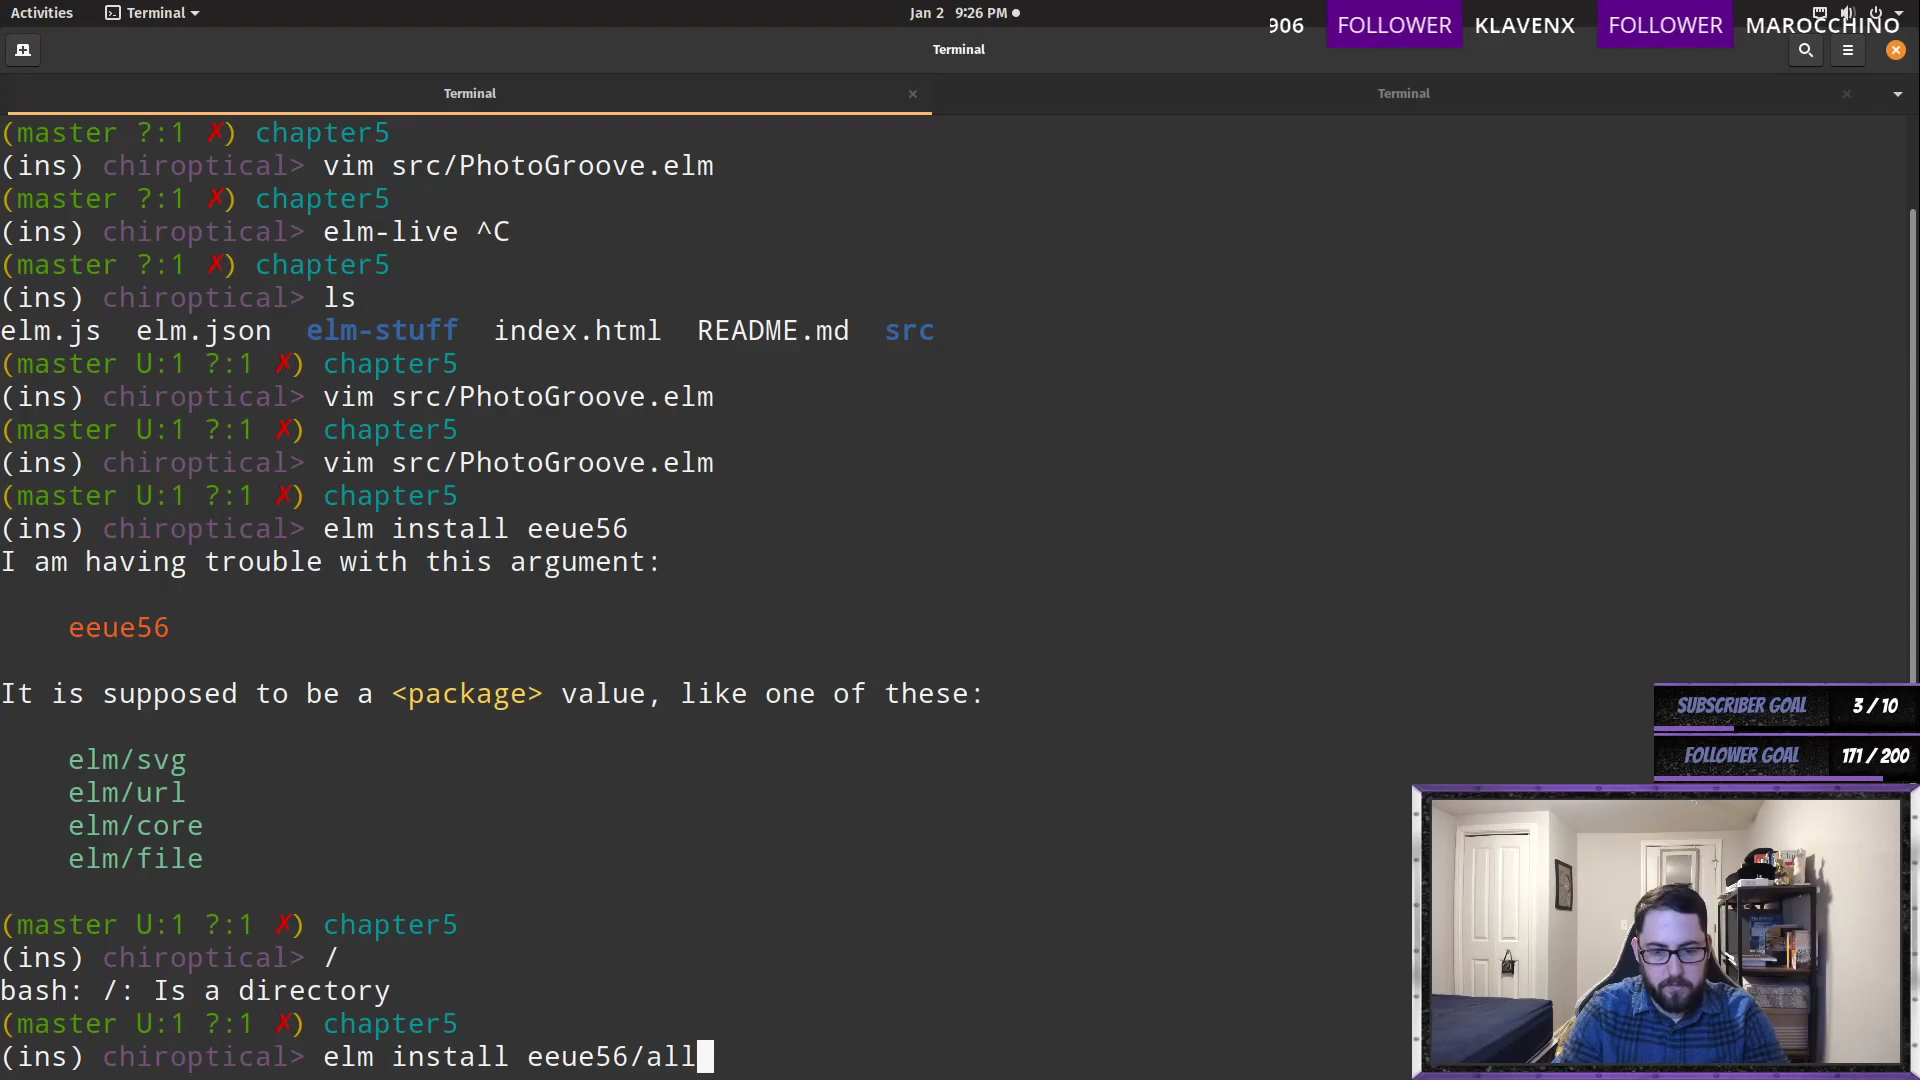 Activities Terminal Jan 2 9:26 PM
906 FOLLOWER KLAVENX FOLLOWER MAROCCHINO
Terminal
Terminal Terminal
(master ?:1 ✗) chapter5
(ins) chiroptical> vim src/PhotoGroove.elm
(master ?:1 ✗) chapter5
(ins) chiroptical> elm-live ^C
(master ?:1 ✗) chapter5
(ins) chiroptical> ls
elm.js elm.json elm-stuff index.html README.md src
(master U:1 ?:1 ✗) chapter5
(ins) chiroptical> vim src/PhotoGroove.elm
(master U:1 ?:1 ✗) chapter5
(ins) chiroptical> vim src/PhotoGroove.elm
(master U:1 ?:1 ✗) chapter5
(ins) chiroptical> elm install eeue56
I am having trouble with this argument:
eeue56
It is supposed to be a <package> value, like one of these:
elm/svg
elm/url
elm/core
elm/file
(master U:1 ?:1 ✗) chapter5
(ins) chiroptical> /
bash: /: Is a directory
(master U:1 ?:1 ✗) chapter5
(ins) chiroptical> elm install eeue56/all
SUBSCRIBER GOAL 3 / 10
FOLLOWER GOAL 171 / 200